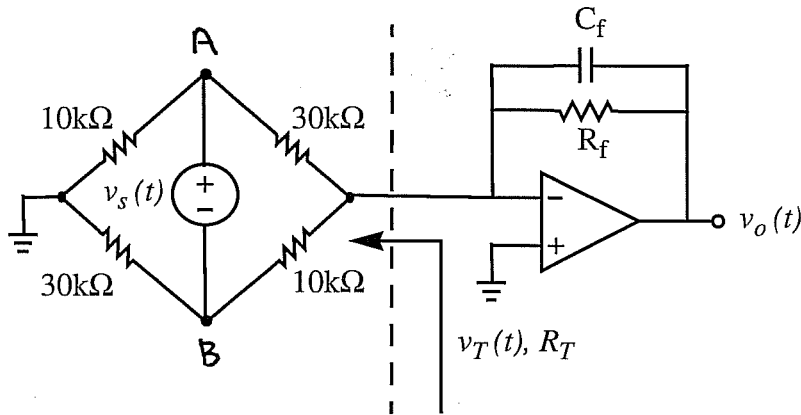 A
10kΩ
30kΩ
v_s(t)
+
−
30kΩ
10kΩ
B
v_T(t), R_T
C_f
R_f
−
+
v_o(t)